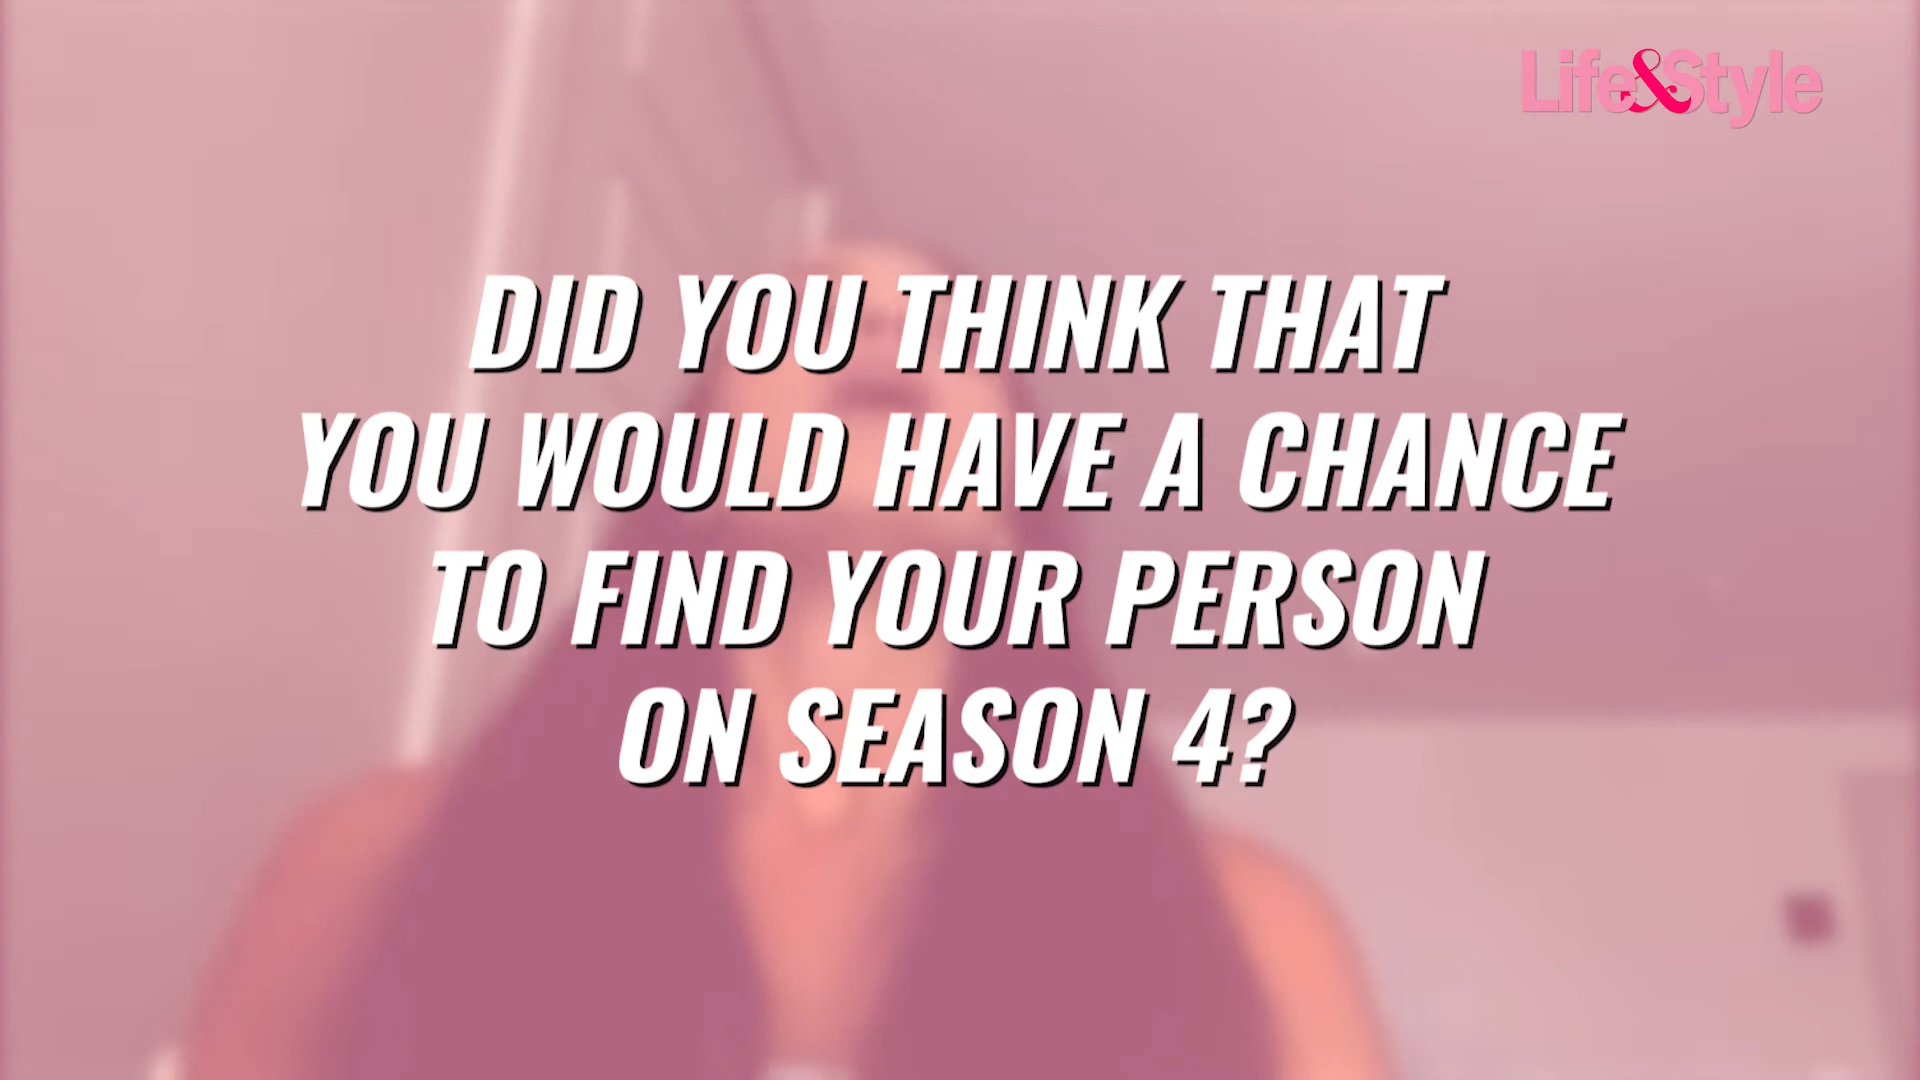 Life&Style
DID YOU THINK THAT
YOU WOULD HAVE A CHANCE
TO FIND YOUR PERSON
ON SEASON 4?